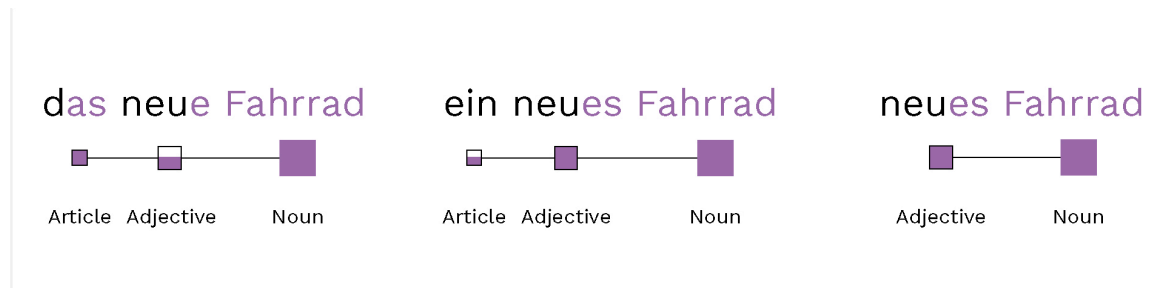 das neue Fahrrad
Article Adjective Noun
ein neues Fahrrad
Article Adjective Noun
neues Fahrrad
Adjective Noun